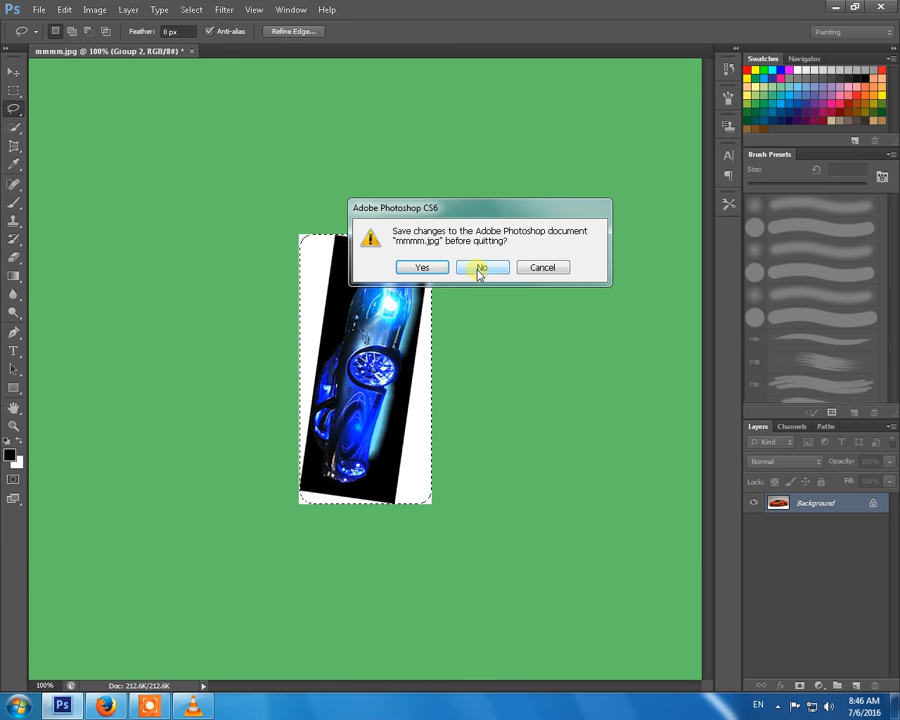 Ps File Edit Image Layer Type Select Filter View Window Help
Feather: 0 px Anti-alias Refine Edge... Painting
mmmm.jpg @ 100% (Group 2, RGB/8#) * ×
Swatches Navigator
Brush Presets
Size:
Adobe Photoshop CS6
Save changes to the Adobe Photoshop document
“mmmm.jpg” before quitting?
Yes No Cancel
Layers Channels Paths
Kind
Normal Opacity: 100%
Lock: Fill: 100%
Background
100% Doc: 212.6K/212.6K
Ps EN 8:46 AM
7/6/2016